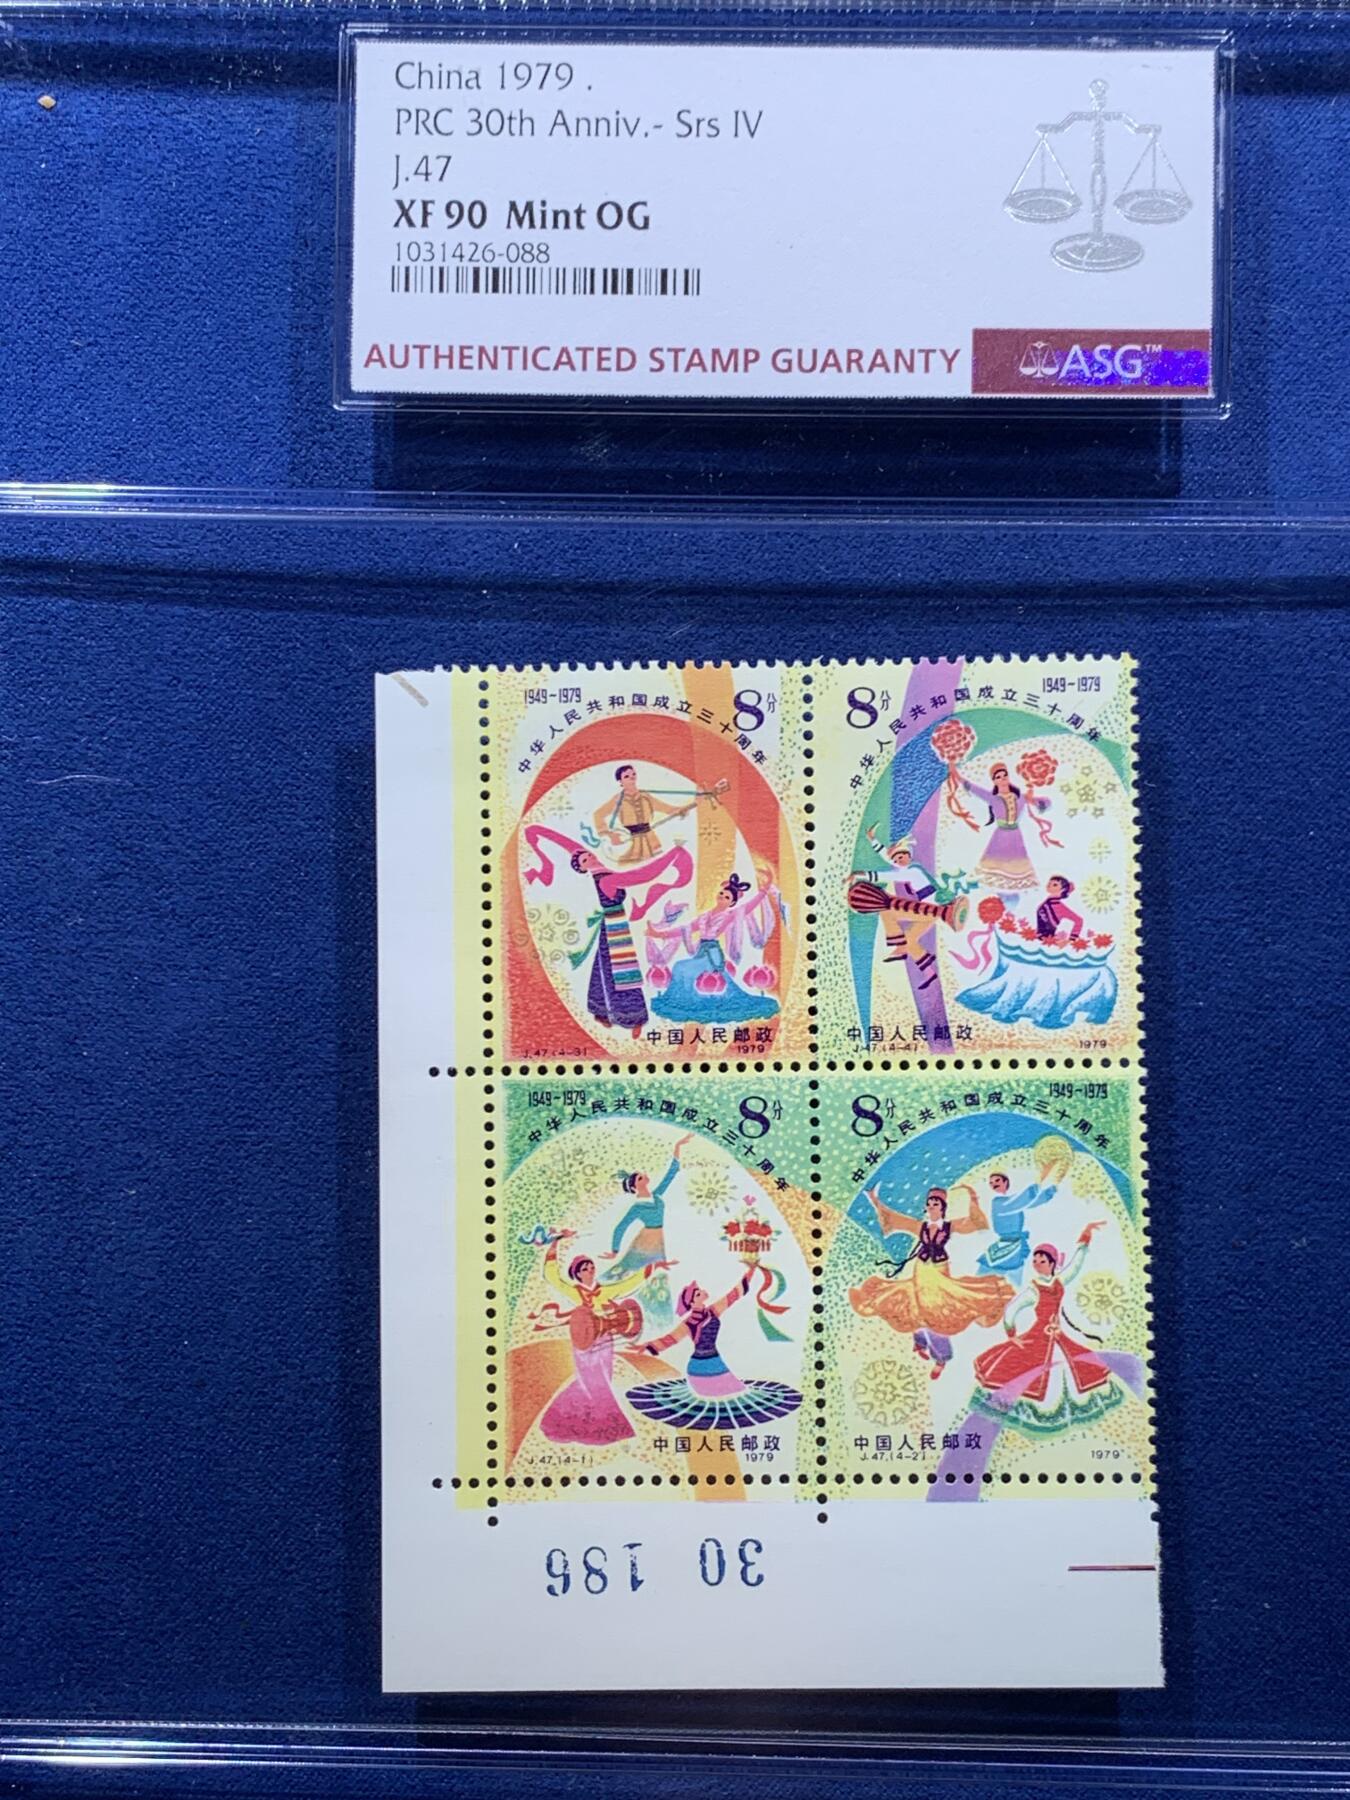 China 1979 .
PRC 30th Anniv.- Srs IV
J.47
XF 90 Mint OG
1031426-088
AUTHENTICATED STAMP GUARANTY
ASG™
1949-1979
8分
中华人民共和国成立三十周年
中国人民邮政
J.47.(4-3)
1979
8分
1949-1979
中华人民共和国成立三十周年
中国人民邮政
J.47.(4-4)
1979
1949-1979
8分
中华人民共和国成立三十周年
中国人民邮政
J.47.(4-1)
1979
8分
1949-1979
中华人民共和国成立三十周年
中国人民邮政
J.47.(4-2)
1979
30 186